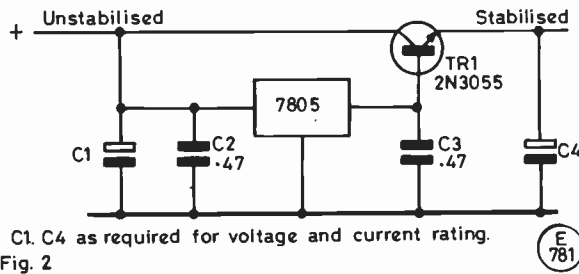 Unstabilised
Stabilised
+
TR1
2N3055
7805
C1
C2
.47
C3
.47
C4
C1. C4 as required for voltage and current rating.
Fig. 2
E
781